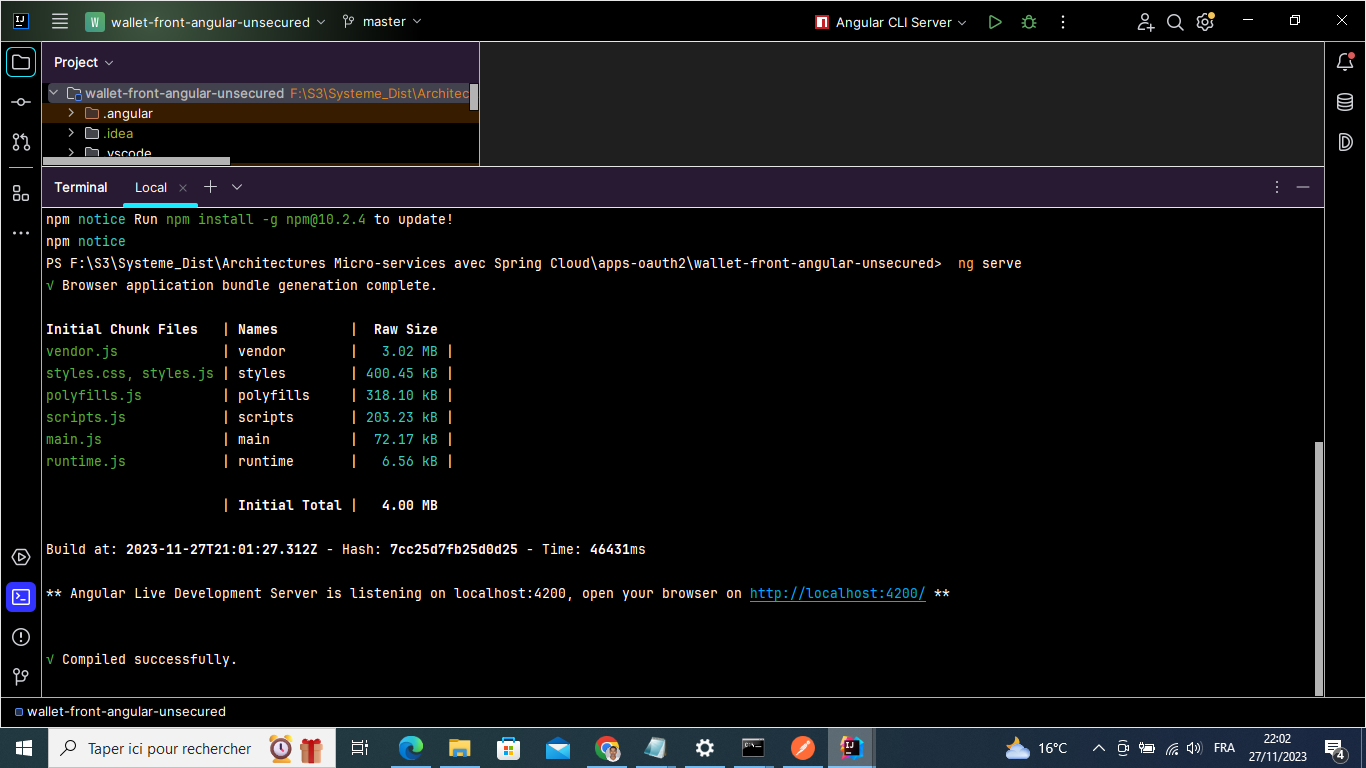 IJ W wallet-front-angular-unsecured master Angular CLI Server
Project
wallet-front-angular-unsecured F:\S3\Systeme_Dist\Architec
.angular
.idea
.vscode
Terminal Local
npm notice Run npm install -g npm@10.2.4 to update!
npm notice
PS F:\S3\Systeme_Dist\Architectures Micro-services avec Spring Cloud\apps-oauth2\wallet-front-angular-unsecured> ng serve
√ Browser application bundle generation complete.
Initial Chunk Files | Names | Raw Size
vendor.js | vendor | 3.02 MB |
styles.css, styles.js | styles | 400.45 kB |
polyfills.js | polyfills | 318.10 kB |
scripts.js | scripts | 203.23 kB |
main.js | main | 72.17 kB |
runtime.js | runtime | 6.56 kB |
| Initial Total | 4.00 MB
Build at: 2023-11-27T21:01:27.312Z - Hash: 7cc25d7fb25d0d25 - Time: 46431ms
** Angular Live Development Server is listening on localhost:4200, open your browser on http://localhost:4200/ **
√ Compiled successfully.
wallet-front-angular-unsecured
Taper ici pour rechercher
IJ
16°C
FRA
22:02
27/11/2023
4